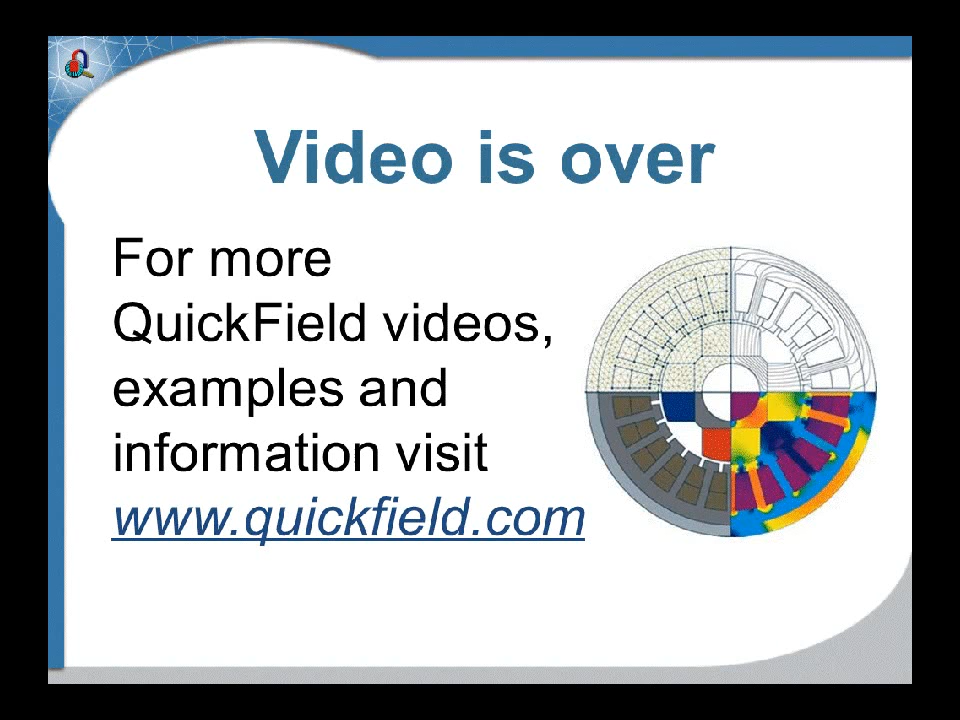 Video is over
For more
QuickField videos,
examples and
information visit
www.quickfield.com